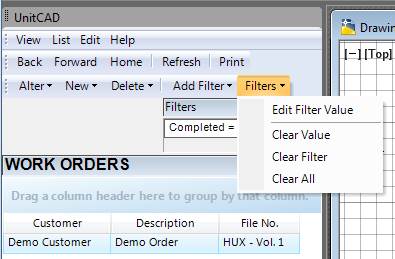 UnitCAD
View List Edit Help
Back Forward Home Refresh Print
Alter New Delete Add Filter Filters
Filters
Completed =
Edit Filter Value
Clear Value
Clear Filter
Clear All
WORK ORDERS
Drag a column header here to group by that column.
Customer Description File No.
Demo Customer Demo Order HUX - Vol. 1
Drawing
[−] [Top]